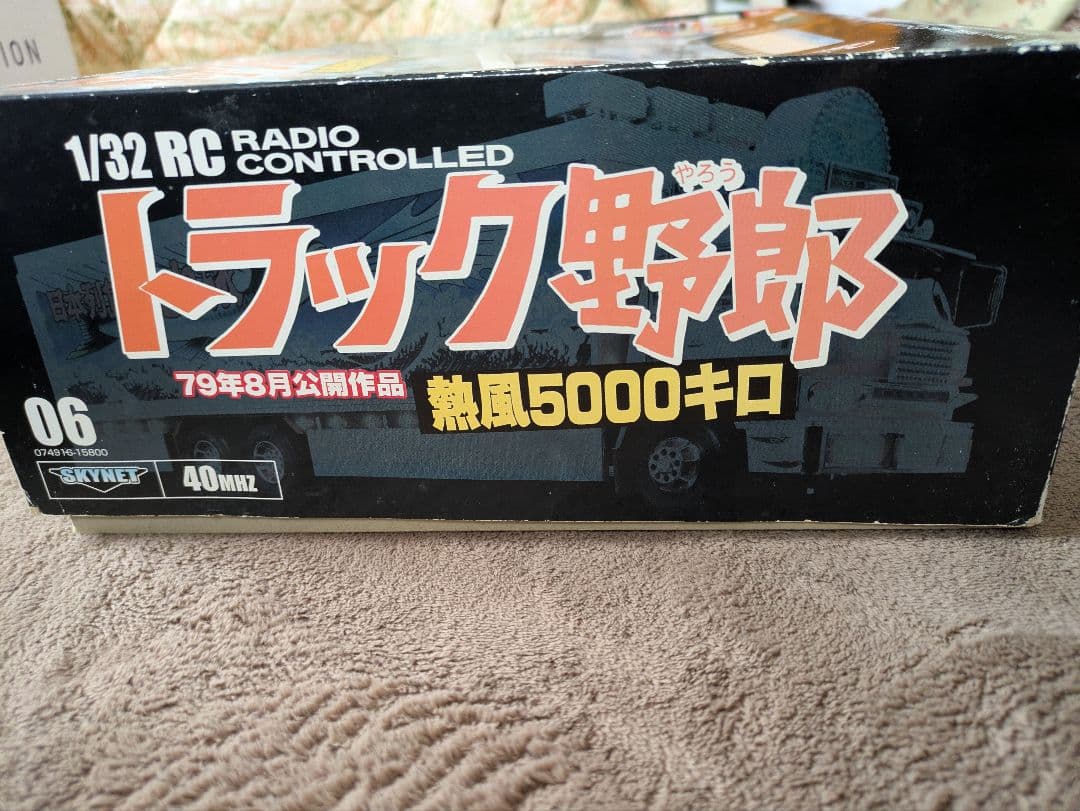 ION
1/32 RC RADIO CONTROLLED
やろう
トラック野郎
79年8月公開作品
熱風5000キロ
06
074916-15800
SKYNET
40MHZ